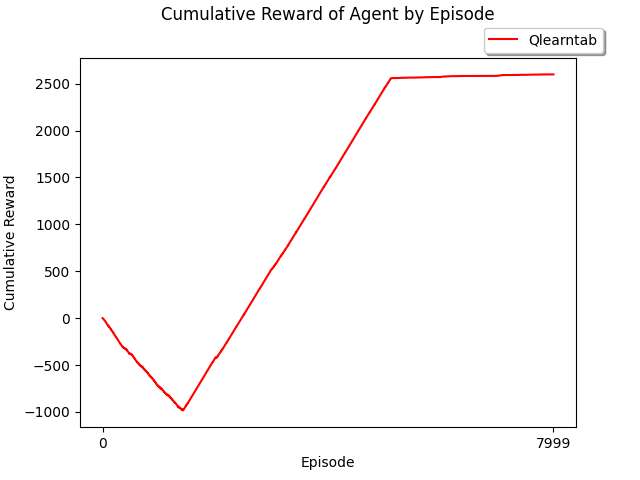 Cumulative Reward of Agent by Episode
Qlearntab
2500
2000
1500
1000
500
0
−500
−1000
Cumulative Reward
0 7999
Episode